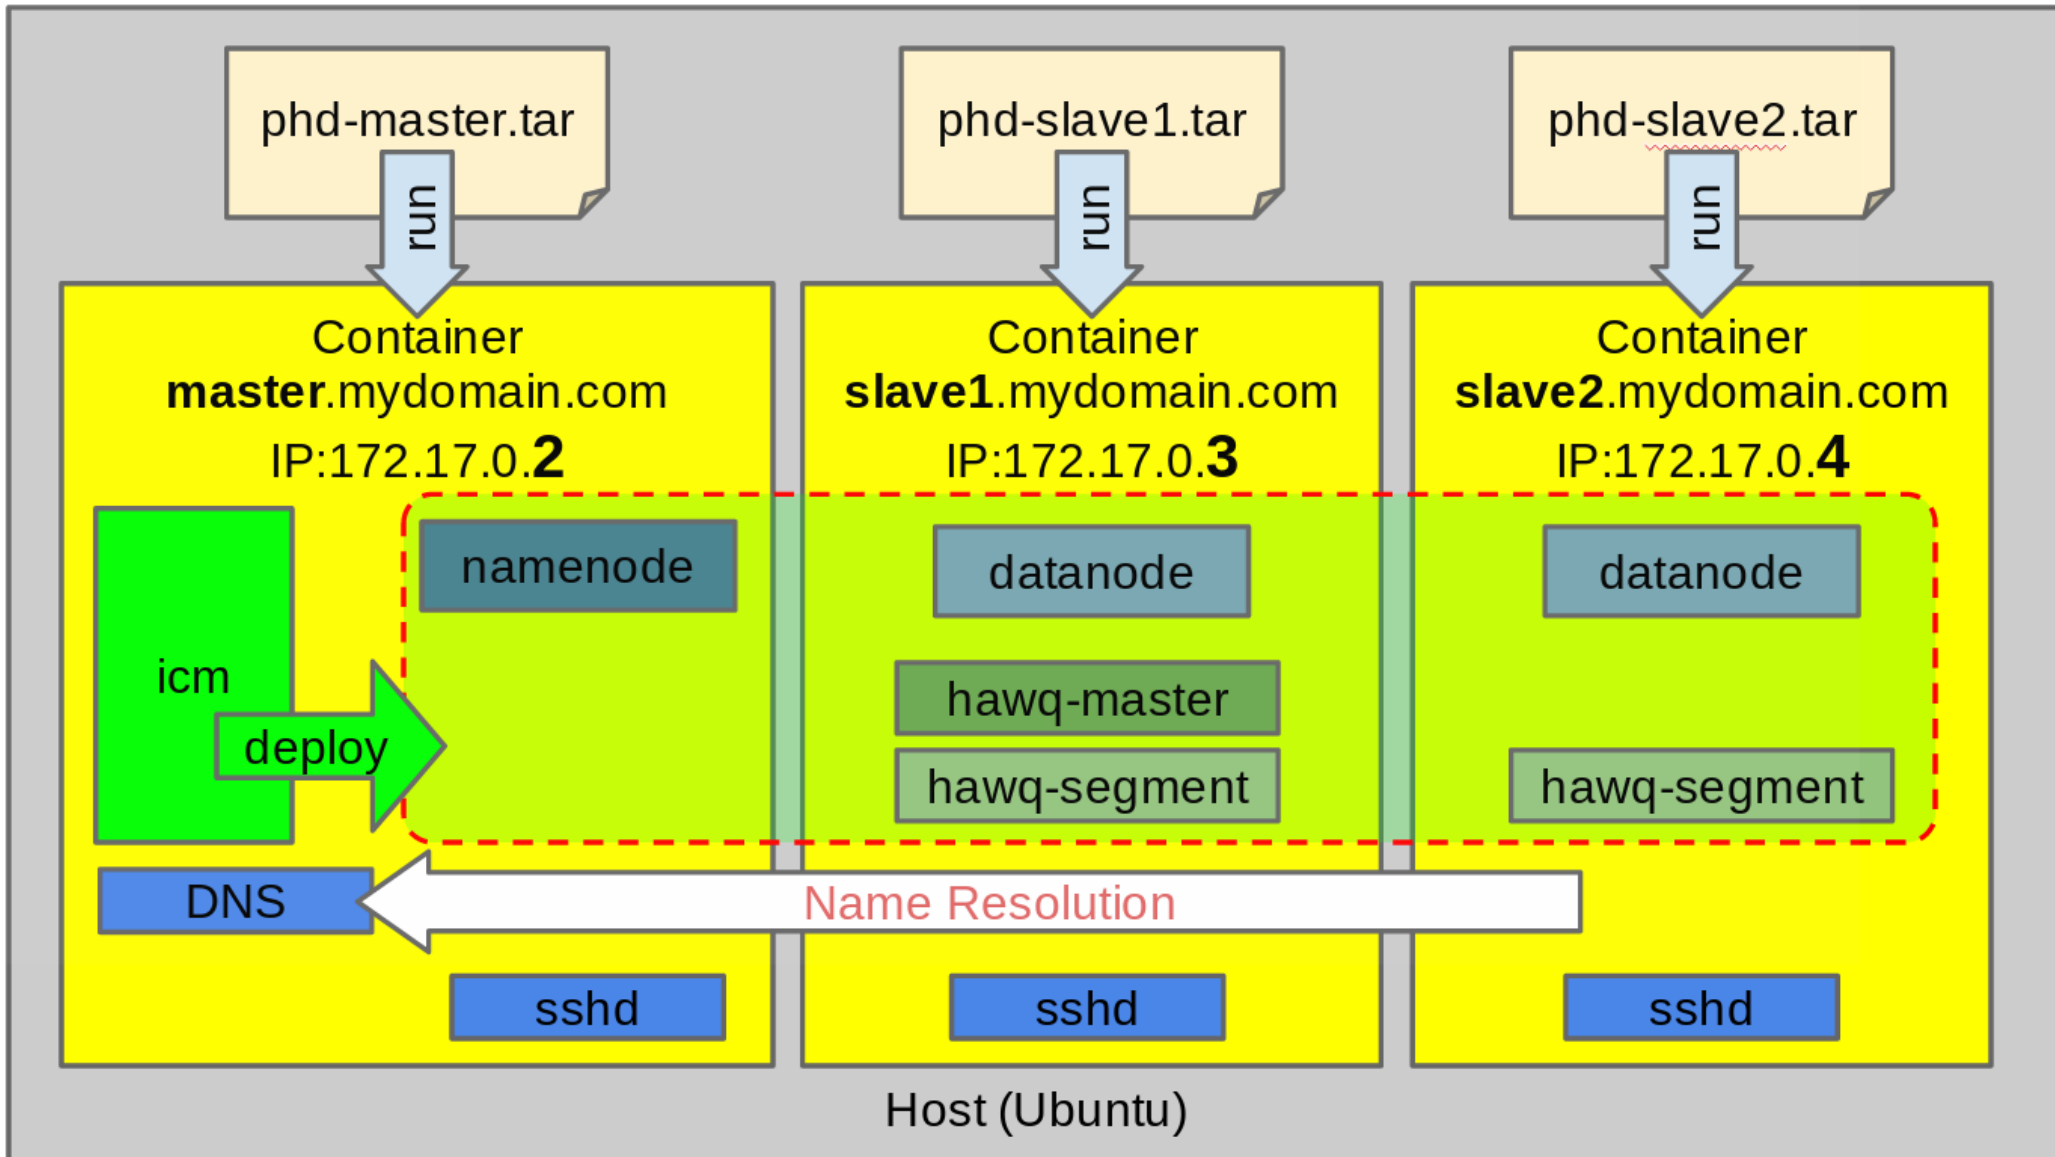 phd-master.tar
phd-slave1.tar
phd-slave2.tar
run
run
run
Container
master.mydomain.com
IP:172.17.0.2
Container
slave1.mydomain.com
IP:172.17.0.3
Container
slave2.mydomain.com
IP:172.17.0.4
icm
deploy
namenode
datanode
datanode
hawq-master
hawq-segment
hawq-segment
DNS
Name Resolution
sshd
sshd
sshd
Host (Ubuntu)